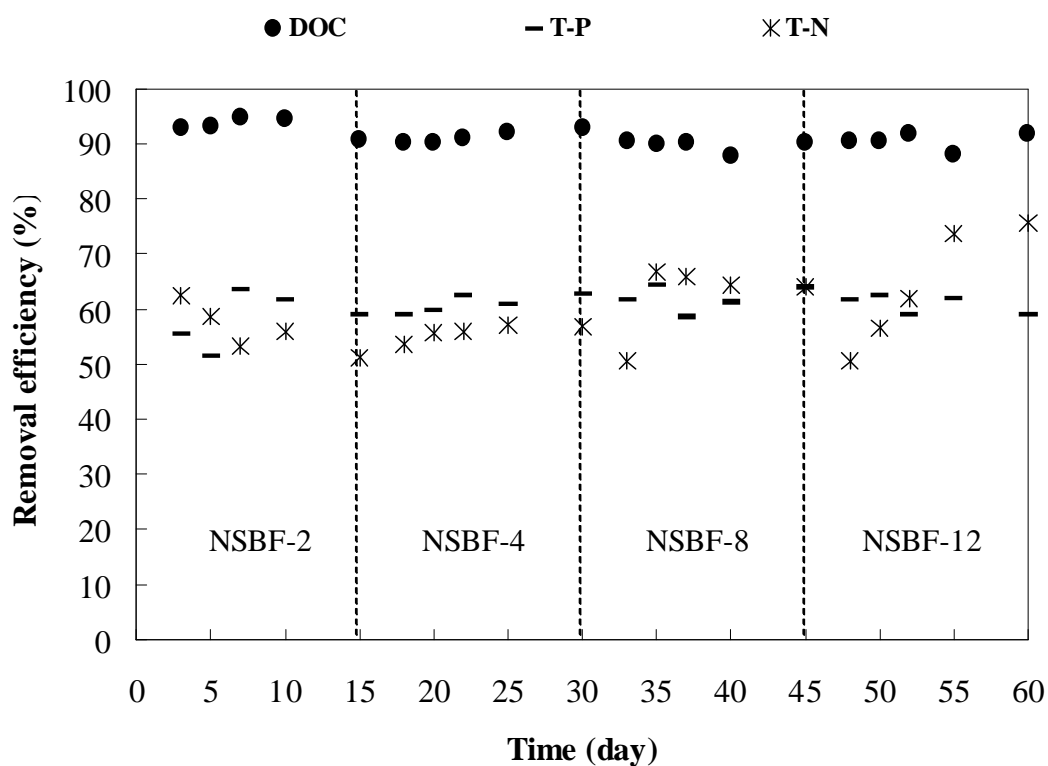 DOC T-P T-N
Removal efficiency (%)
100
90
80
70
60
50
40
30
20
10
0
NSBF-2 NSBF-4 NSBF-8 NSBF-12
0 5 10 15 20 25 30 35 40 45 50 55 60
Time (day)